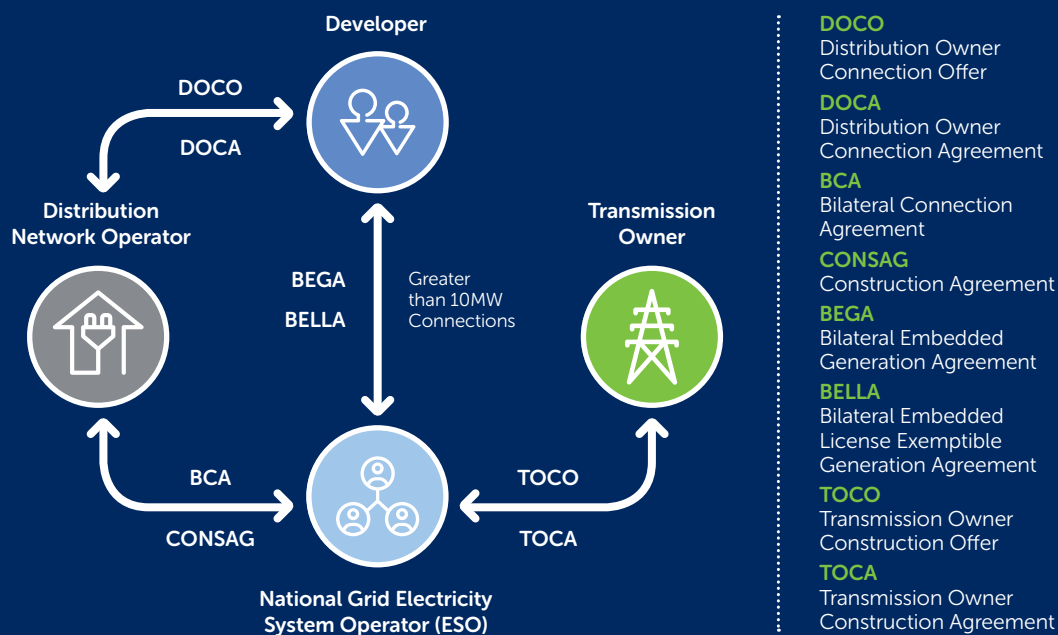 Developer
DOCO
DOCA
Distribution
Network Operator
Transmission
Owner
BEGA
BELLA
Greater
than 10MW
Connections
BCA
CONSAG
TOCO
TOCA
National Grid Electricity
System Operator (ESO)
DOCO
Distribution Owner
Connection Offer
DOCA
Distribution Owner
Connection Agreement
BCA
Bilateral Connection
Agreement
CONSAG
Construction Agreement
BEGA
Bilateral Embedded
Generation Agreement
BELLA
Bilateral Embedded
License Exemptible
Generation Agreement
TOCO
Transmission Owner
Construction Offer
TOCA
Transmission Owner
Construction Agreement